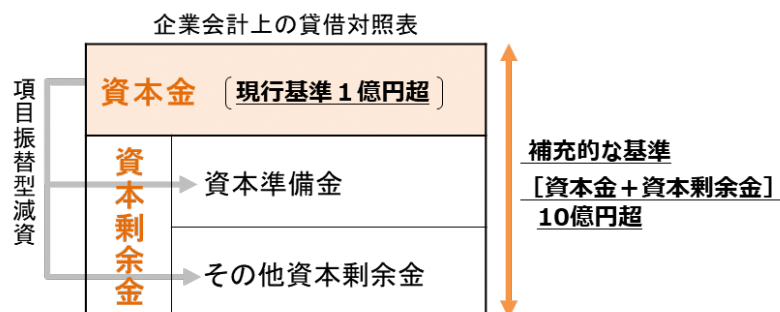 企業会計上の貸借対照表
項目振替型減資
資本金 〔現行基準１億円超〕
資本剰余金
資本準備金
その他資本剰余金
補充的な基準
［資本金＋資本剰余金］
10億円超